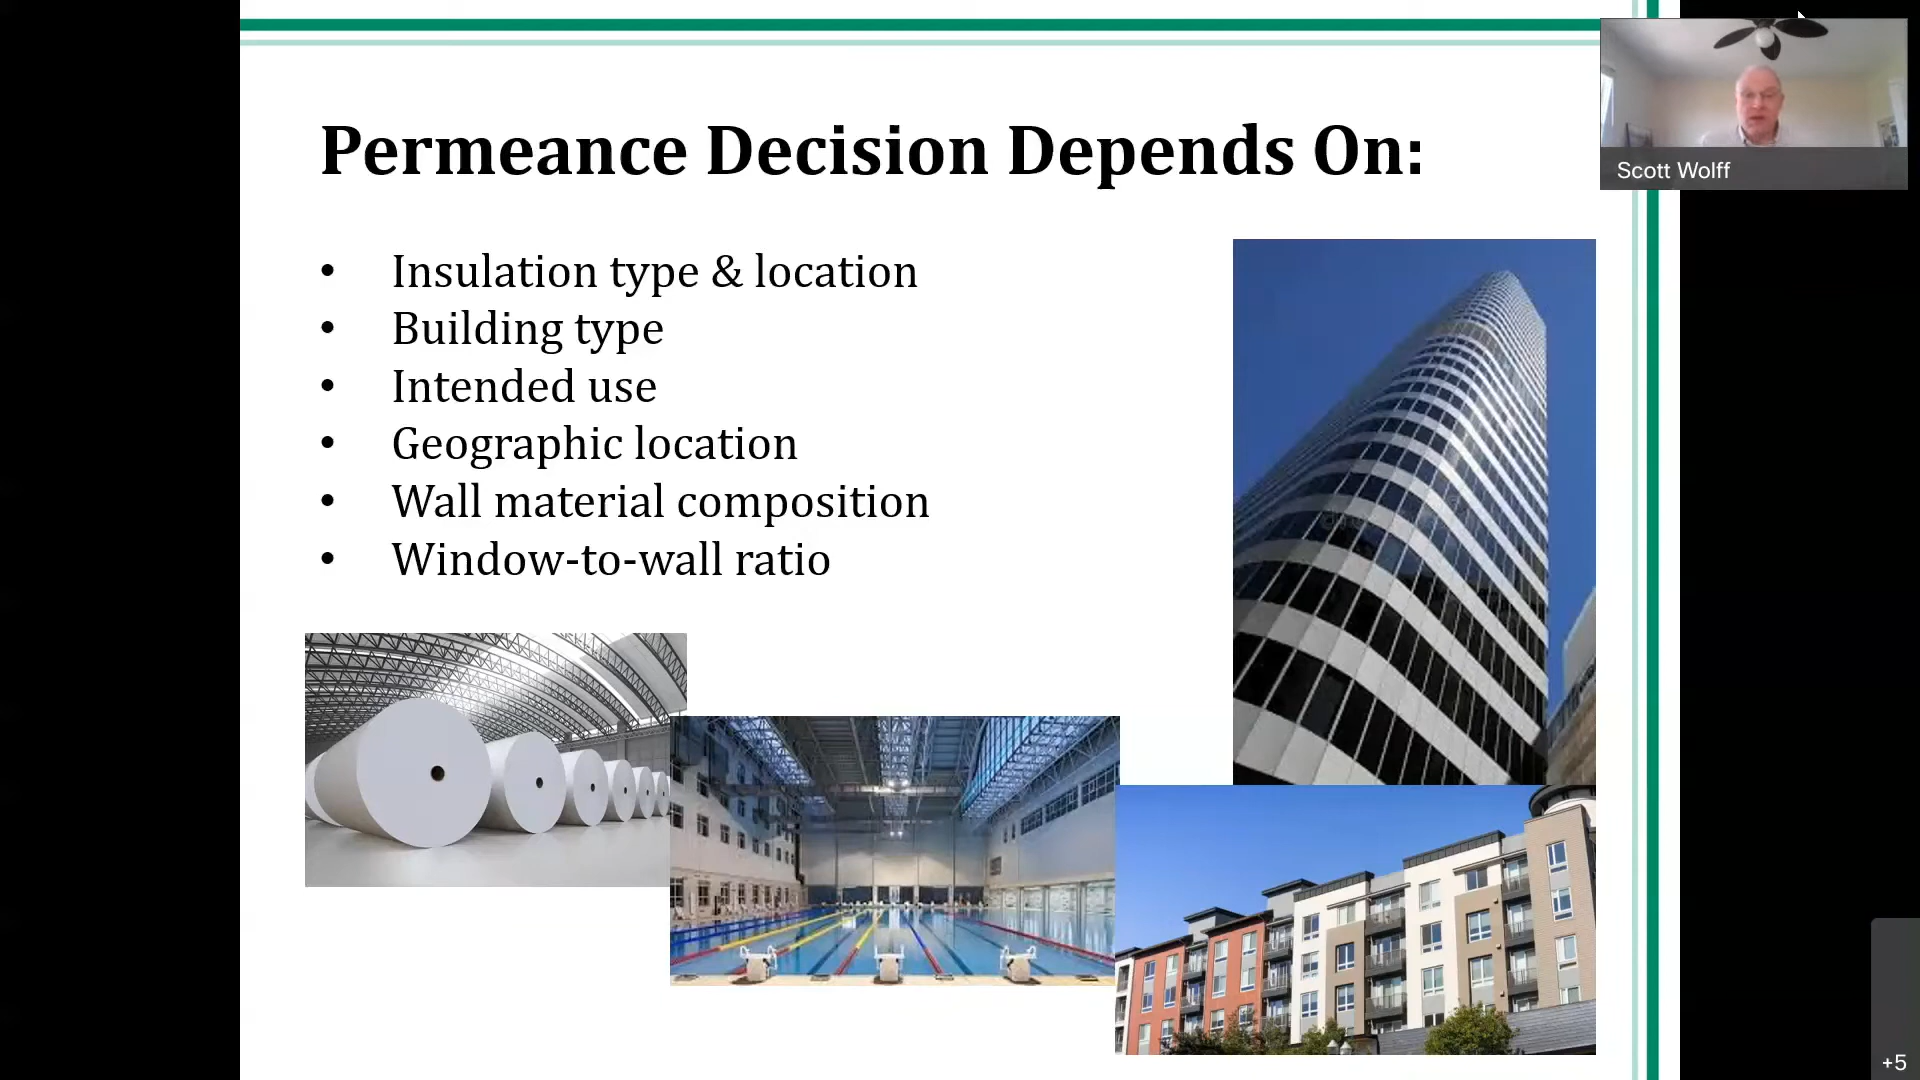 Permeance Decision Depends On:
• Insulation type & location
• Building type
• Intended use
• Geographic location
• Wall material composition
• Window-to-wall ratio
Scott Wolff
+5